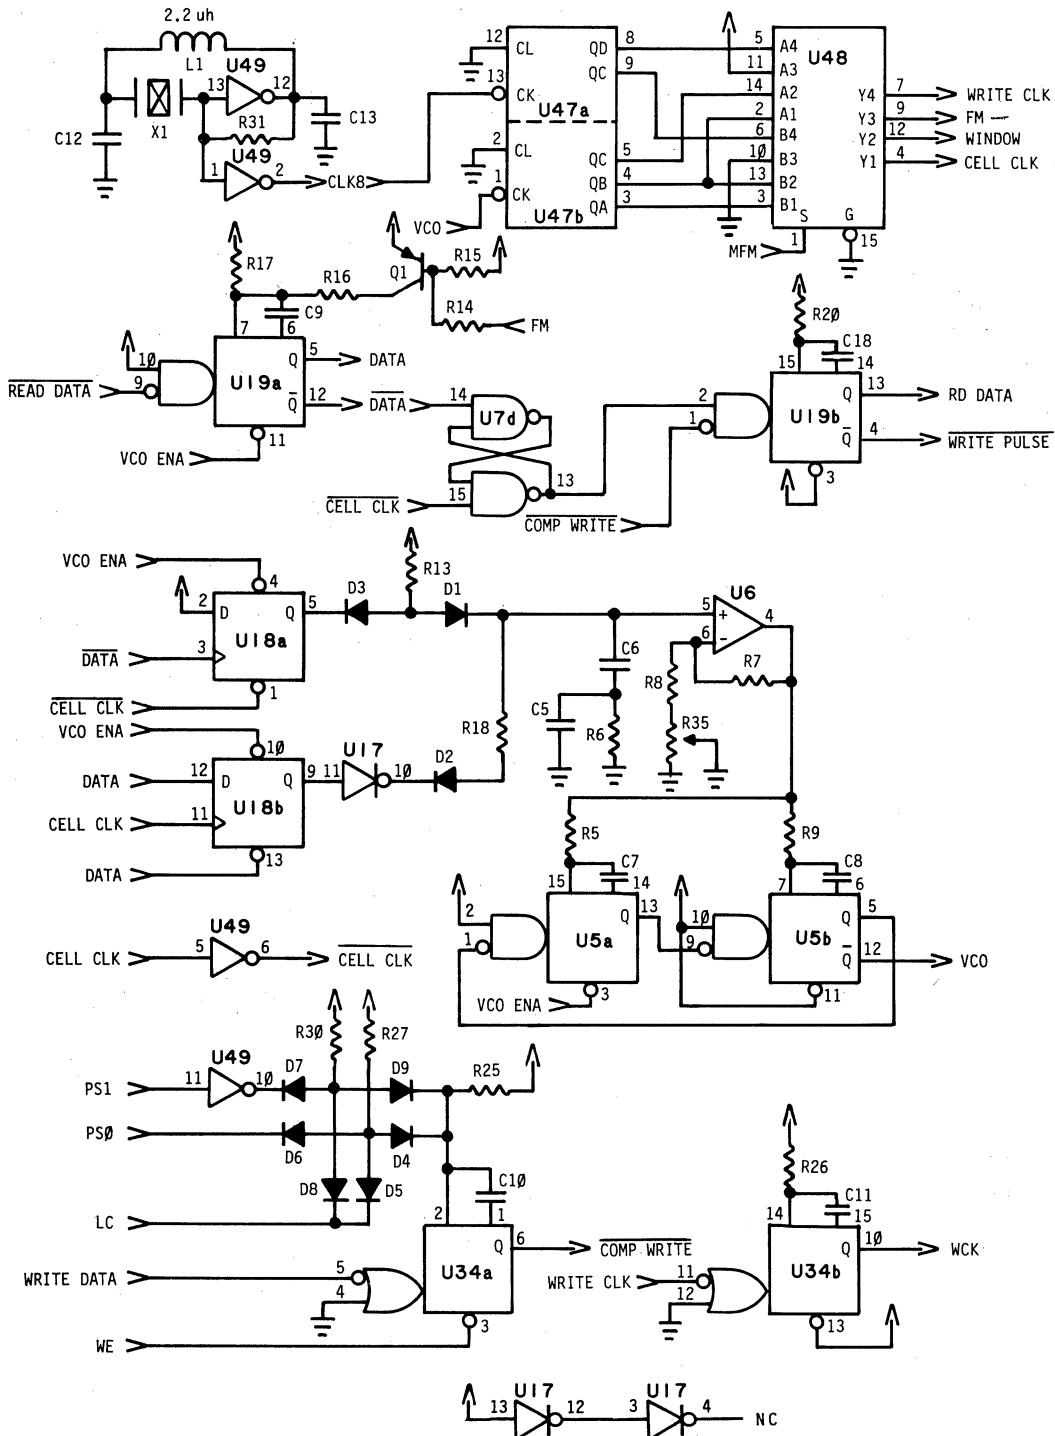 2.2 uh
L1
U49
13
12
X1
R31
C12
C13
U49
1
2
CLK8
12
CL
13
CK
U47a
2
CL
1
CK
U47b
VCO
QD
8
QC
9
QC
5
QB
4
QA
3
5
A4
U48
11
A3
14
A2
2
A1
6
B4
10
B3
13
B2
3
B1
S
G
1
15
MFM
Y4
7
WRITE CLK
Y3
9
FM —
Y2
12
WINDOW
Y1
4
CELL CLK
R17
R16
Q1
R15
R14
FM
C9
7
6
10
READ DATA
9
U19a
Q
5
DATA
Q
12
DATA
11
VCO ENA
14
U7d
13
CELL CLK
15
COMP WRITE
R20
C18
15
14
2
1
U19b
Q
13
RD DATA
Q
4
WRITE PULSE
3
VCO ENA
4
2
D
Q
5
U18a
DATA
3
1
CELL CLK
D3
R13
D1
VCO ENA
10
DATA
12
D
Q
9
U18b
CELL CLK
11
13
DATA
11
U17
10
D2
R18
C6
C5
R6
U6
5
+
6
−
4
R7
R8
R35
R5
R9
C7
15
14
2
1
U5a
Q
13
3
VCO ENA
C8
7
6
10
9
U5b
Q
5
Q
12
VCO
11
CELL CLK
5
U49
6
CELL CLK
R30
R27
PS1
11
U49
10
D7
D9
R25
PS0
D6
D4
D8
D5
LC
C10
2
1
WRITE DATA
5
4
U34a
Q
6
COMP WRITE
WE
3
R26
C11
14
15
WRITE CLK
11
12
U34b
Q
10
WCK
13
13
U17
12
3
U17
4
NC